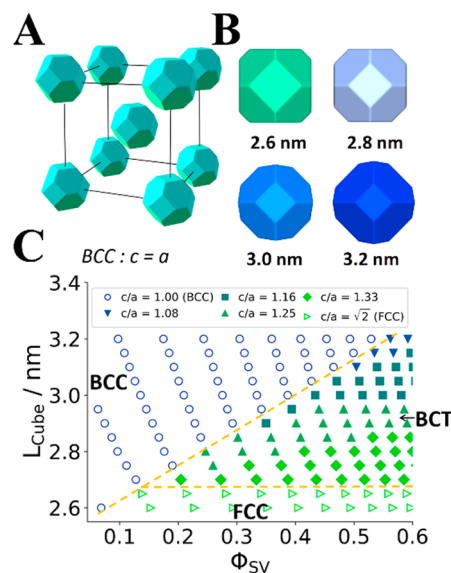 A
B
2.6 nm
2.8 nm
3.0 nm
3.2 nm
C
BCC : c = a
c/a = 1.00 (BCC)
c/a = 1.16
c/a = 1.33
c/a = 1.08
c/a = 1.25
c/a = √2 (FCC)
3.4
3.2
3.0
2.8
2.6
L_Cube / nm
BCC
BCT
FCC
0.1
0.2
0.3
0.4
0.5
0.6
Φ_SV